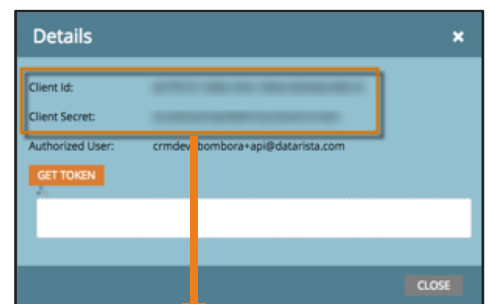 Details ×
Client Id:
Client Secret:
Authorized User: crmdev.bombora+api@datarista.com
GET TOKEN
CLOSE